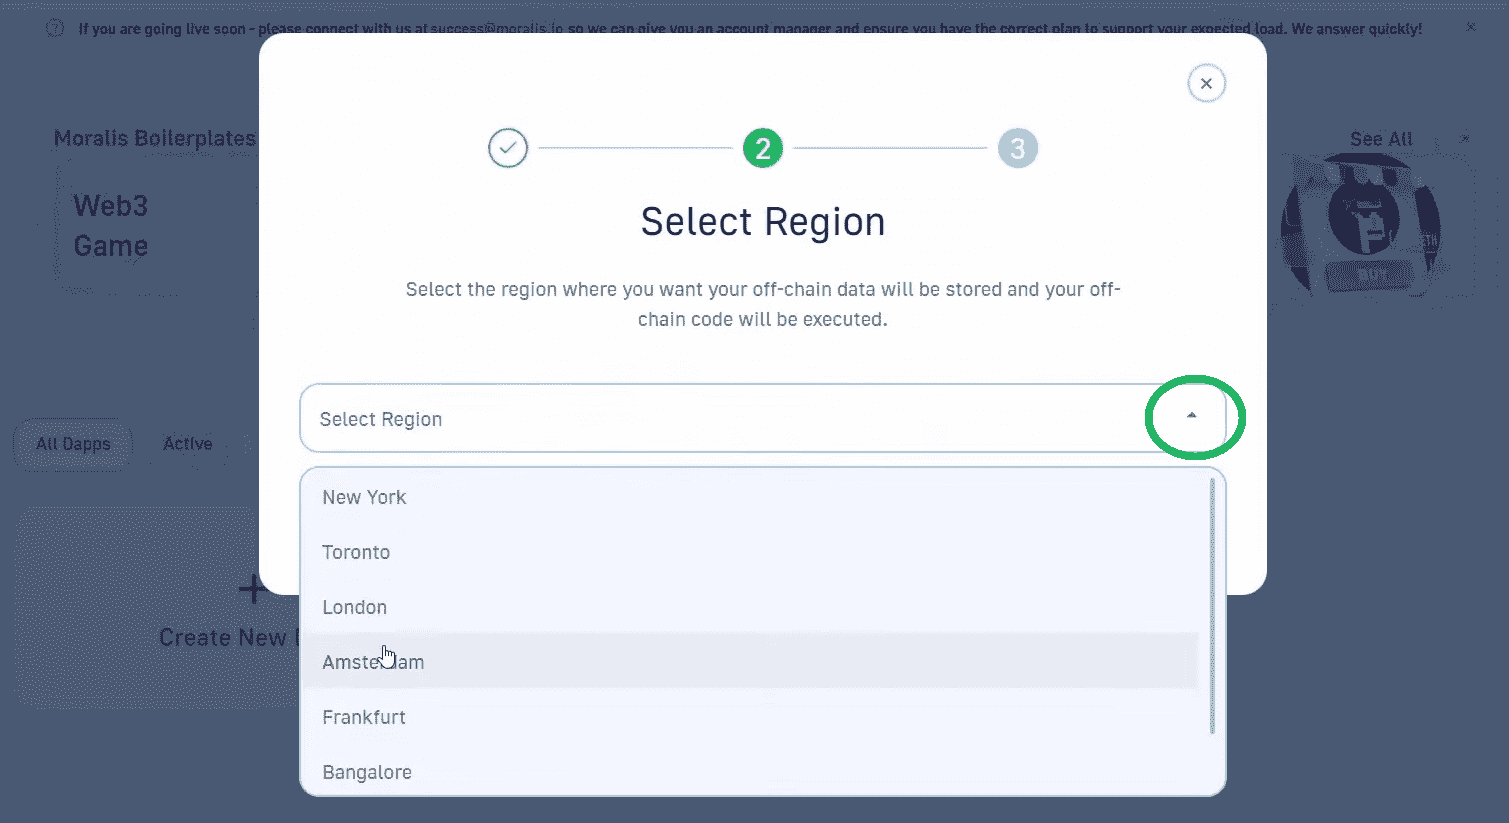 If you are going live soon - please connect with us at success@moralis.io so we can give you an account manager and ensure you have the correct plan to support your expected load. We answer quickly!
Moralis Boilerplates
See All
Web3
Game
BUY
2
3
Select Region
Select the region where you want your off-chain data will be stored and your off-
chain code will be executed.
Select Region
All Dapps
Active
New York
Toronto
London
Create New
Amsterdam
Frankfurt
Bangalore